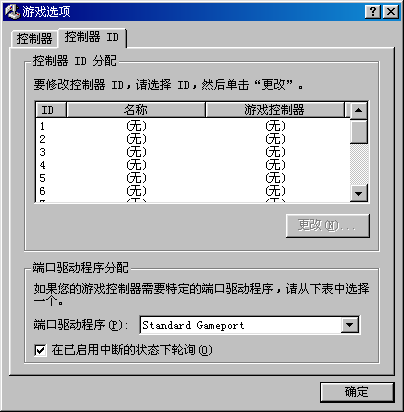 游戏选项
控制器 控制器 ID
控制器 ID 分配
要修改控制器 ID，请选择 ID，然后单击“更改”。
ID 名称 游戏控制器
1 (无) (无)
2 (无) (无)
3 (无) (无)
4 (无) (无)
5 (无) (无)
6 (无) (无)
更改(N)...
端口驱动程序分配
如果您的游戏控制器需要特定的端口驱动程序，请从下表中选择
一个。
端口驱动程序(P): Standard Gameport
在已启用中断的状态下轮询(O)
确定